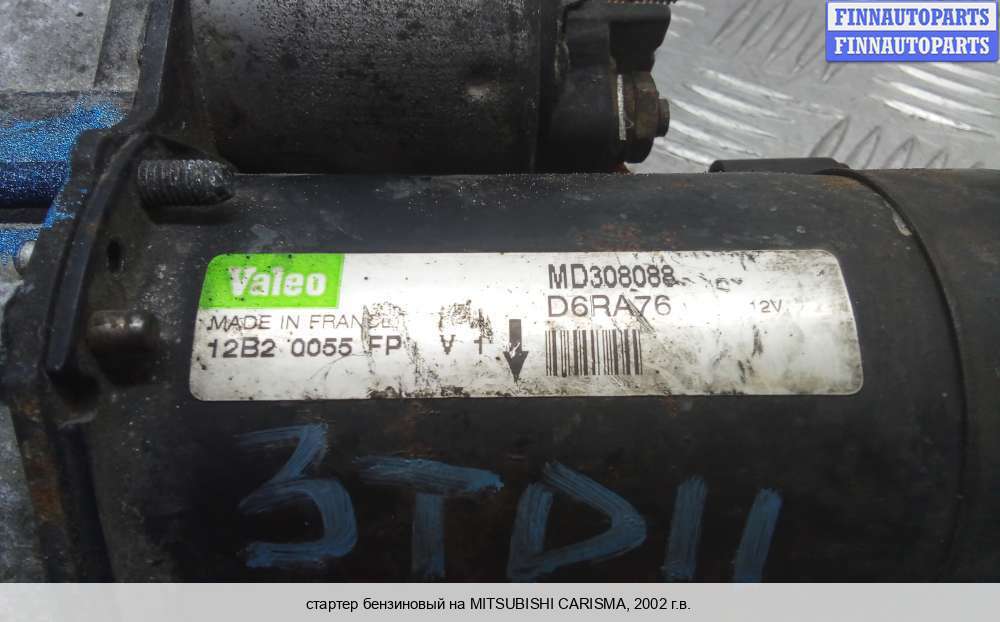 FINNAUTOPARTS
FINNAUTOPARTS
Valeo
MD308088
D6RA76
12V
MADE IN FRANCE
12B2 0055 FP V 1
3TD11
стартер бензиновый на MITSUBISHI CARISMA, 2002 г.в.